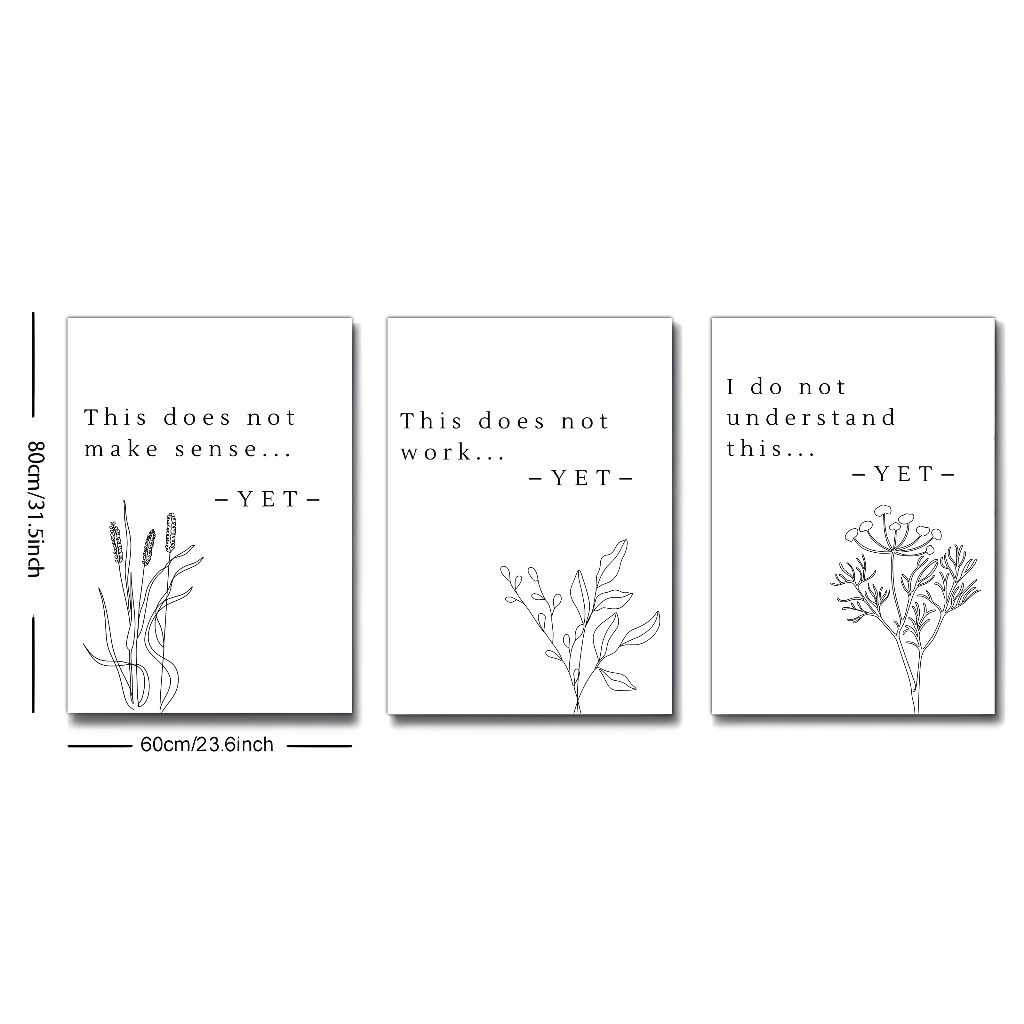 This does not
make sense...
–YET–
This does not
work...
–YET–
I do not
understand
this...
–YET–
80cm/31.5inch
60cm/23.6inch